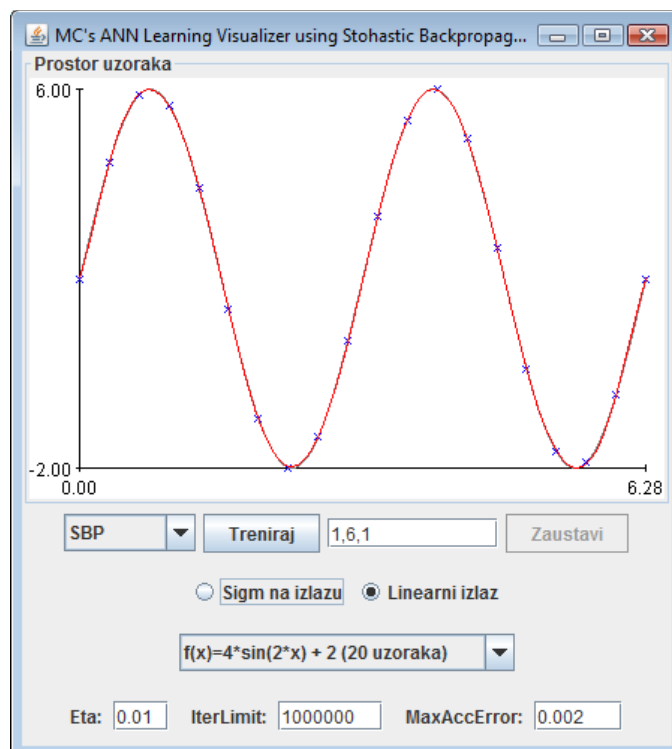 MC's ANN Learning Visualizer using Stohastic Backpropag...
Prostor uzoraka
6.00
-2.00
0.00 6.28
SBP Treniraj 1,6,1 Zaustavi
Sigm na izlazu Linearni izlaz
f(x)=4*sin(2*x) + 2 (20 uzoraka)
Eta: 0.01 IterLimit: 1000000 MaxAccError: 0.002